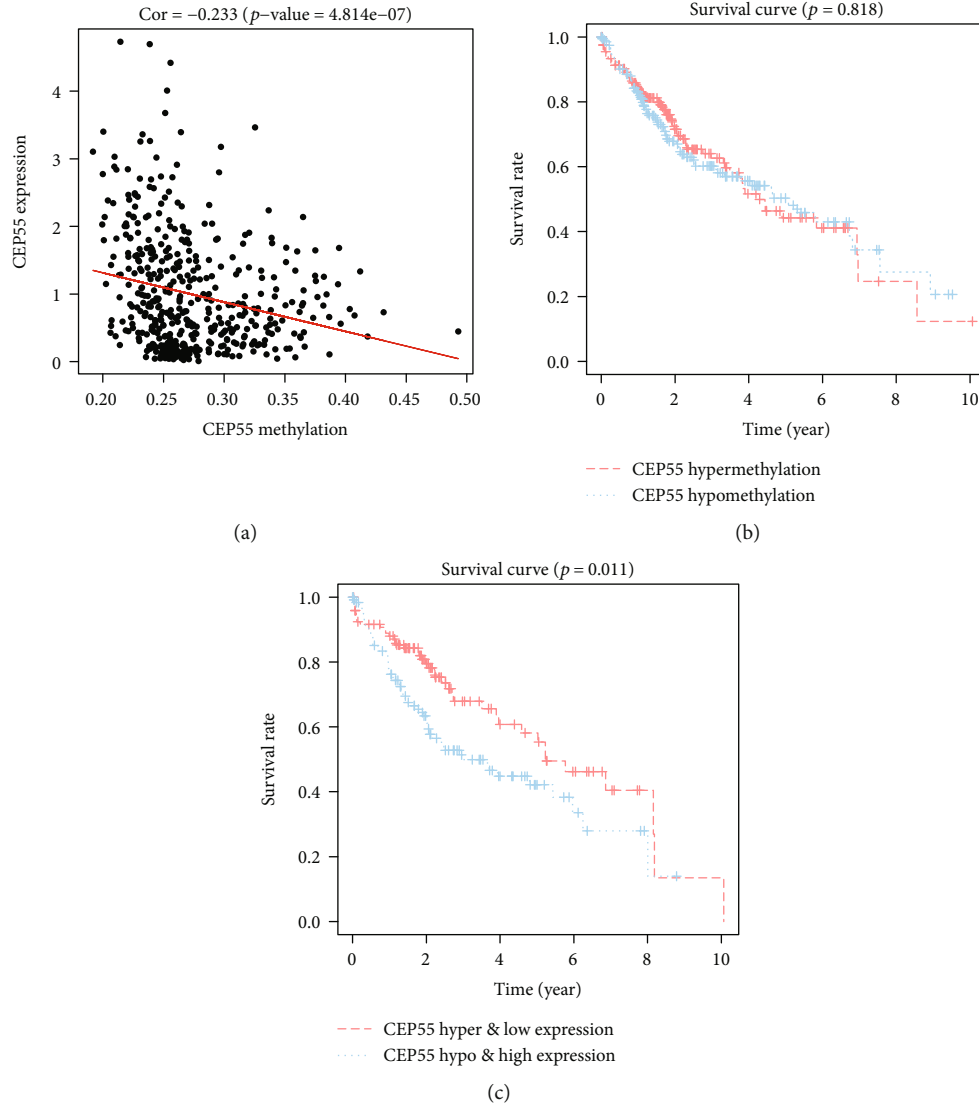 Cor = −0.233 (p−value = 4.814e−07)
CEP55 expression
4
3
2
1
0
0.20 0.25 0.30 0.35 0.40 0.45 0.50
CEP55 methylation
(a)
Survival curve (p = 0.818)
Survival rate
1.0
0.8
0.6
0.4
0.2
0.0
0 2 4 6 8 10
Time (year)
CEP55 hypermethylation
CEP55 hypomethylation
(b)
Survival curve (p = 0.011)
Survival rate
1.0
0.8
0.6
0.4
0.2
0.0
0 2 4 6 8 10
Time (year)
CEP55 hyper & low expression
CEP55 hypo & high expression
(c)